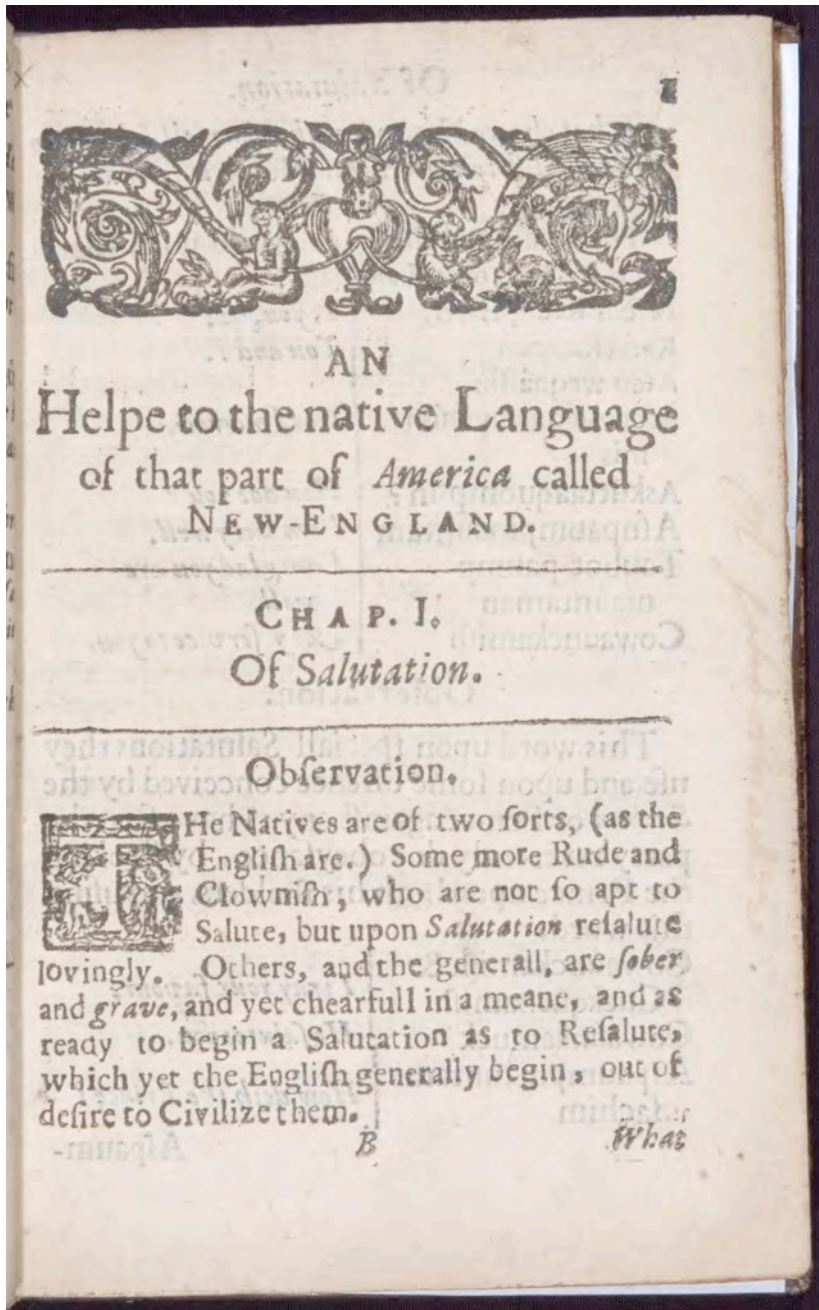 1
AN
Helpe to the native Language
of that part of America called
NEW-ENGLAND.
CHAP. I.
Of Salutation.
Obſervation.
THe Natives are of two ſorts, (as the
Engliſh are.) Some more Rude and
Clowniſh, who are not ſo apt to
Salute, but upon Salutation reſalute
lovingly. Others, and the generall, are ſober
and grave, and yet chearfull in a meane, and as
ready to begin a Salutation as to Reſalute,
which yet the Engliſh generally begin, out of
deſire to Civilize them.
B What